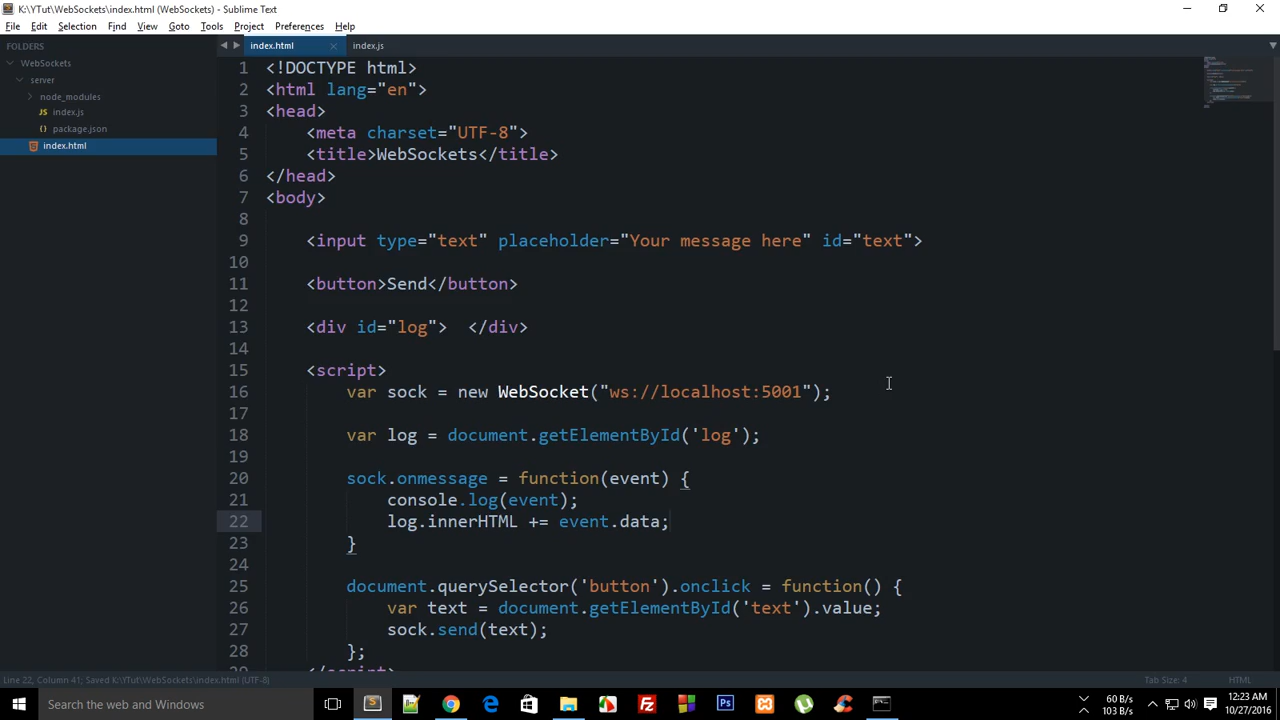 K:\YTut\WebSockets\index.html (WebSockets) - Sublime Text
File Edit Selection Find View Goto Tools Project Preferences Help
FOLDERS
WebSockets
server
node_modules
JS index.js
{} package.json
index.html
index.html × index.js
1 <!DOCTYPE html>
2 <html lang="en">
3 <head>
4 <meta charset="UTF-8">
5 <title>WebSockets</title>
6 </head>
7 <body>
8
9 <input type="text" placeholder="Your message here" id="text">
10
11 <button>Send</button>
12
13 <div id="log"> </div>
14
15 <script>
16 var sock = new WebSocket("ws://localhost:5001");
17
18 var log = document.getElementById('log');
19
20 sock.onmessage = function(event) {
21 console.log(event);
22 log.innerHTML += event.data;
23 }
24
25 document.querySelector('button').onclick = function() {
26 var text = document.getElementById('text').value;
27 sock.send(text);
28 };
29 </script>
Line 22, Column 41; Saved K:\YTut\WebSockets\index.html (UTF-8)
Tab Size: 4 HTML
Search the web and Windows
Ps
60 B/s
103 B/s
12:23 AM
10/27/2016